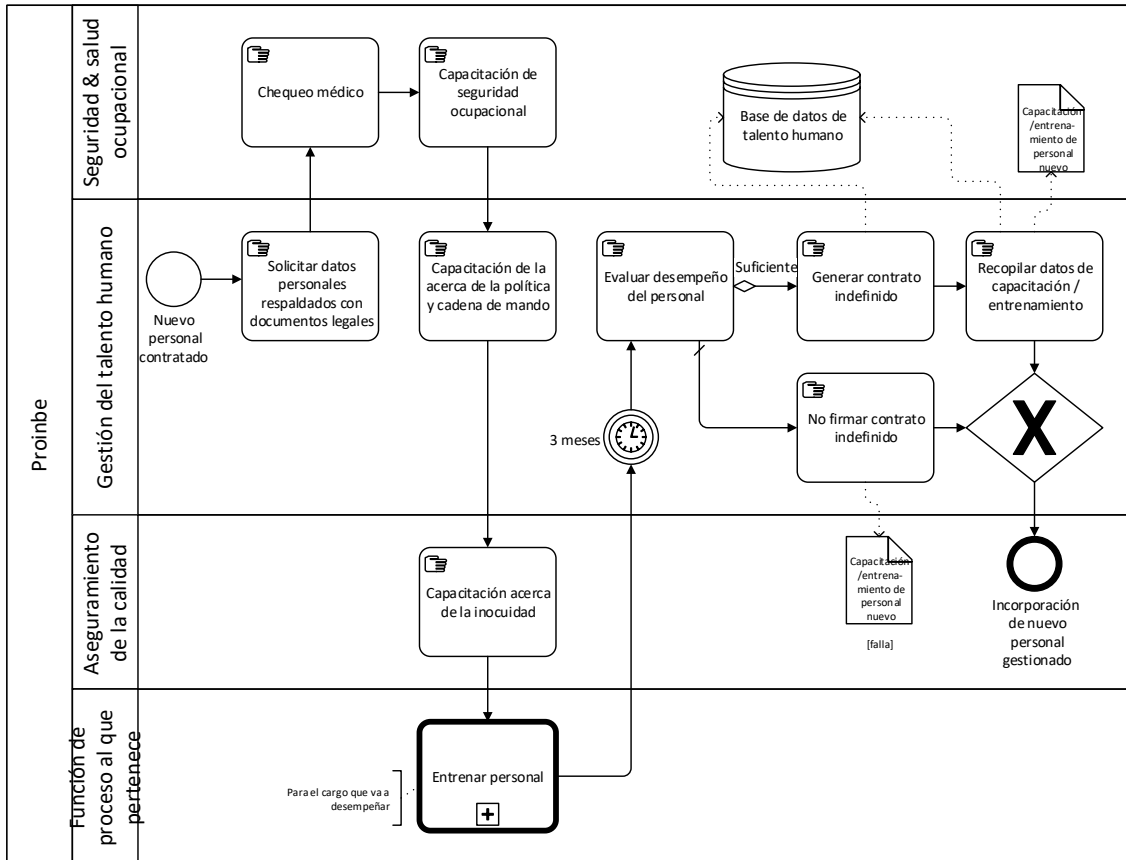 Proinbe
Seguridad & salud
ocupacional
Chequeo médico
Capacitación de
seguridad
ocupacional
Base de datos de
talento humano
Capacitación
/entrena-
miento de
personal
nuevo
Gestión del talento humano
Nuevo
personal
contratado
Solicitar datos
personales
respaldados con
documentos legales
Capacitación de la
acerca de la política
y cadena de mando
Evaluar desempeño
del personal
Suficiente
Generar contrato
indefinido
Recopilar datos de
capacitación /
entrenamiento
3 meses
No firmar contrato
indefinido
X
Aseguramiento
de la calidad
Capacitación acerca
de la inocuidad
Capacitación
/entrena-
miento de
personal
nuevo
[falla]
Incorporación
de nuevo
personal
gestionado
Función de
proceso al que
pertenece
Para el cargo que va a
desempeñar
Entrenar personal